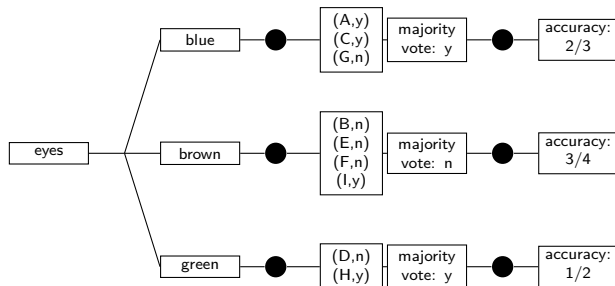 eyes
blue
(A,y)
(C,y)
(G,n)
majority
vote: y
accuracy:
2/3
brown
(B,n)
(E,n)
(F,n)
(I,y)
majority
vote: n
accuracy:
3/4
green
(D,n)
(H,y)
majority
vote: y
accuracy:
1/2